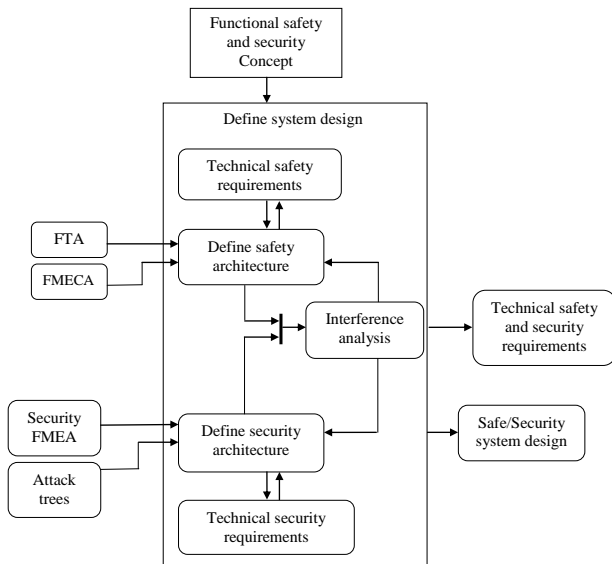 Functional safety
and security
Concept
Define system design
Technical safety
requirements
FTA
Define safety
architecture
FMECA
Interference
analysis
Technical safety
and security
requirements
Security
FMEA
Define security
architecture
Safe/Security
system design
Attack
trees
Technical security
requirements